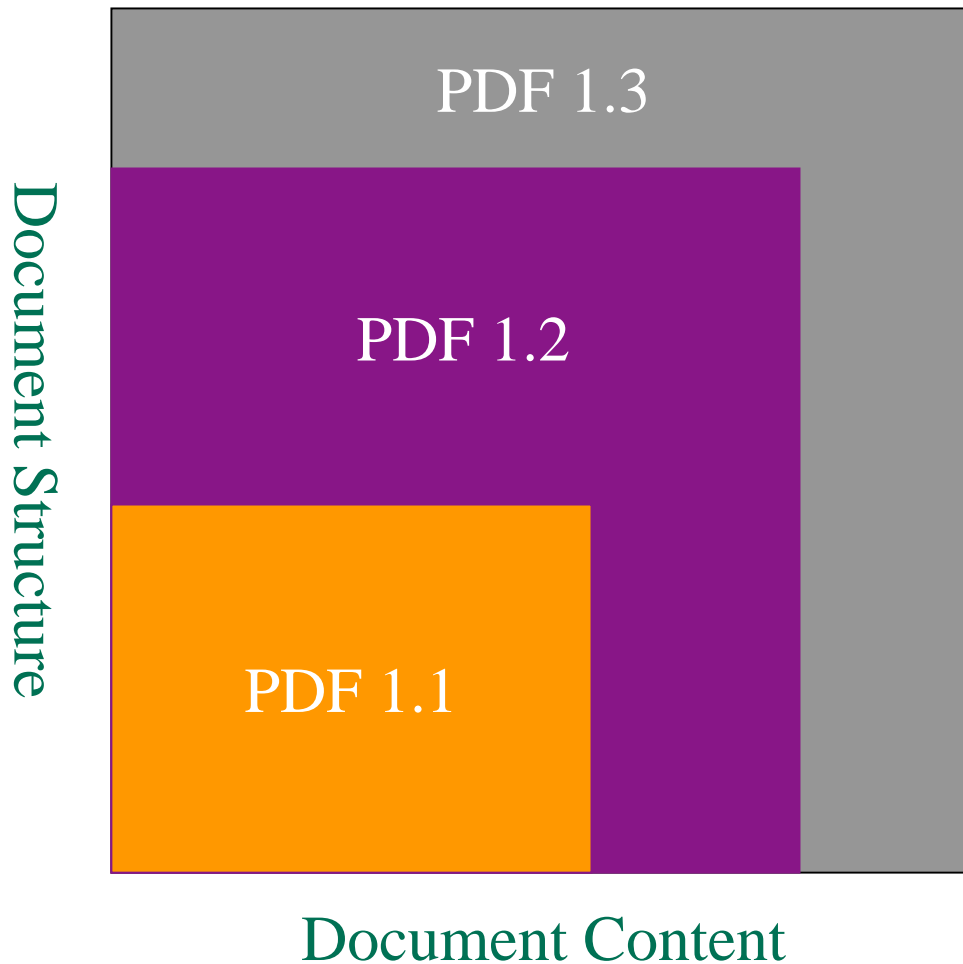 PDF 1.3
Document Structure
PDF 1.2
PDF 1.1
Document Content